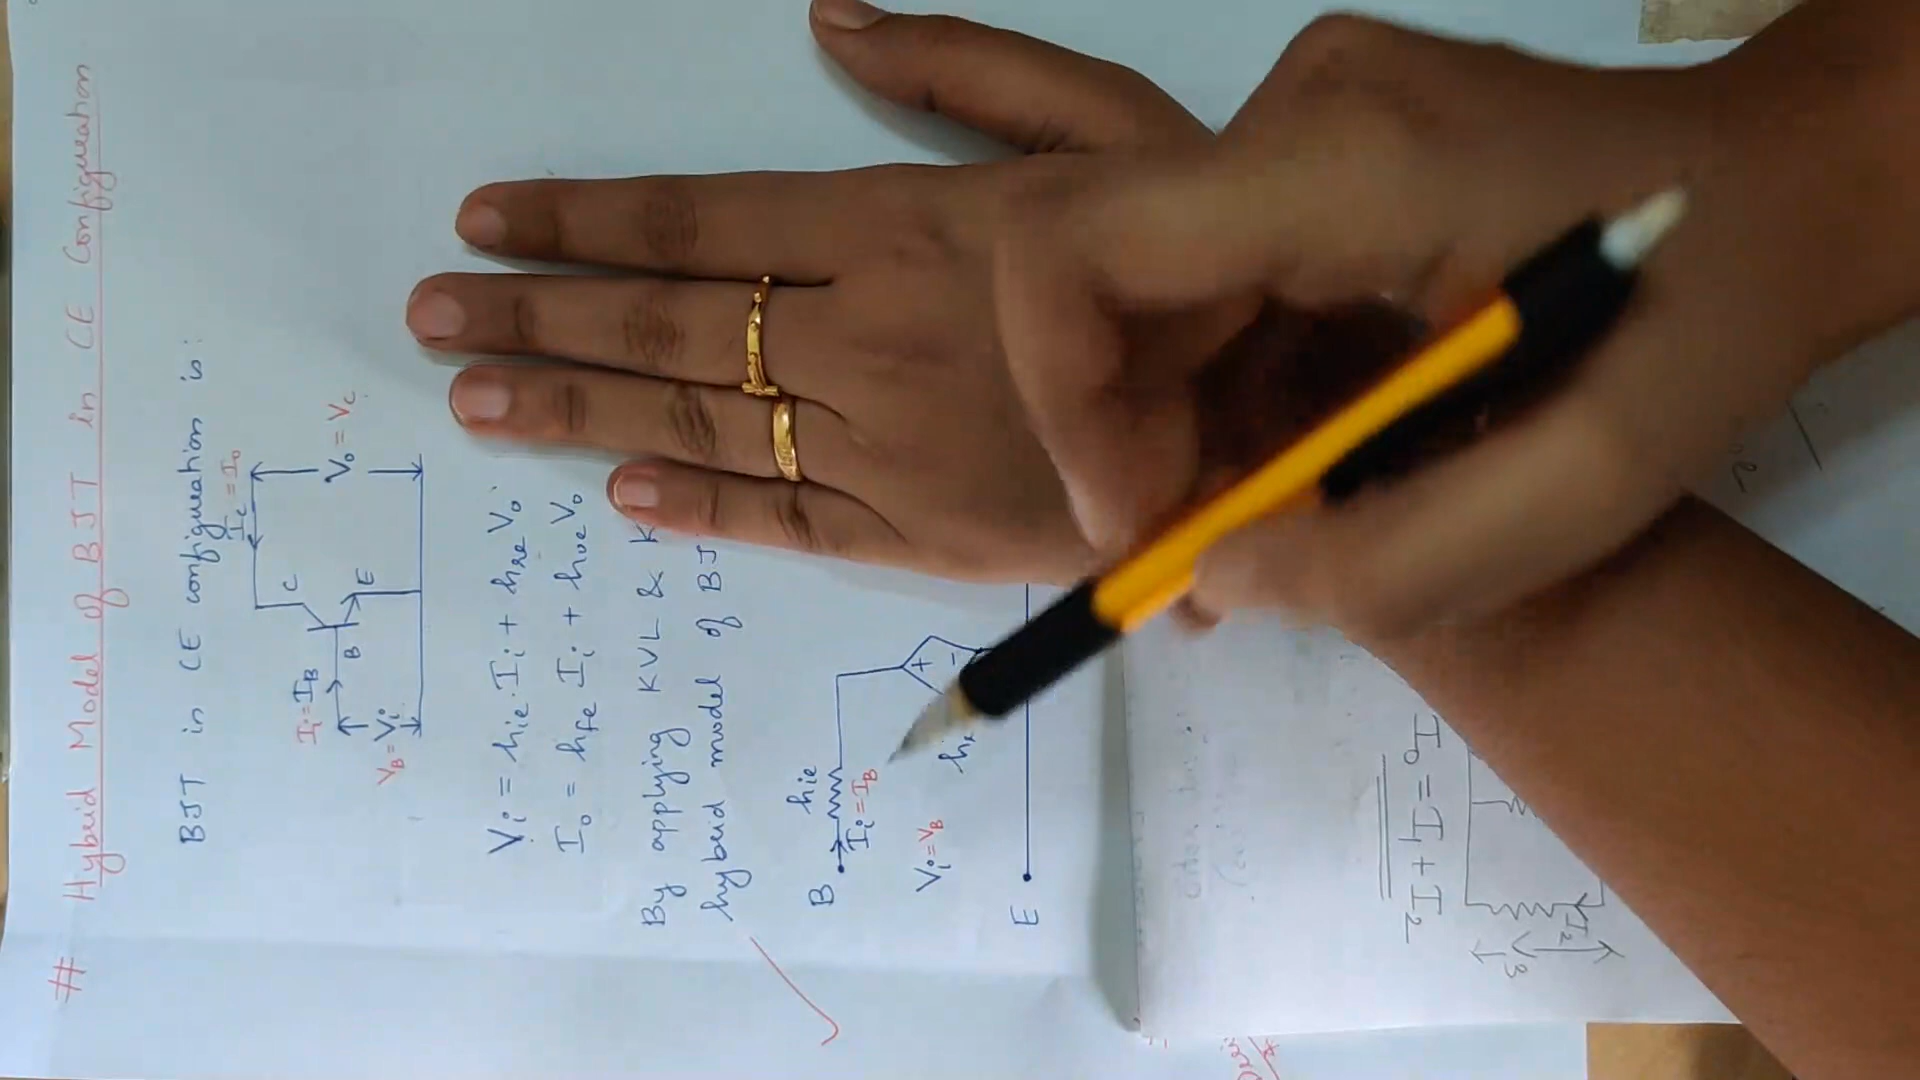 # Hybrid Model of BJT in CE Configuration
BJT in CE configuration is:
Ic = Io
Ii = IB
C
B
E
VB = Vi
Vo = Vc
Vi = hie · Ii + hre Vo
Io = hfe Ii + hoe Vo
By applying KVL &
hybrid model of
B
hie
Ii = IB
Vi = VB
+
-
E
Io = I1 + I2
I2